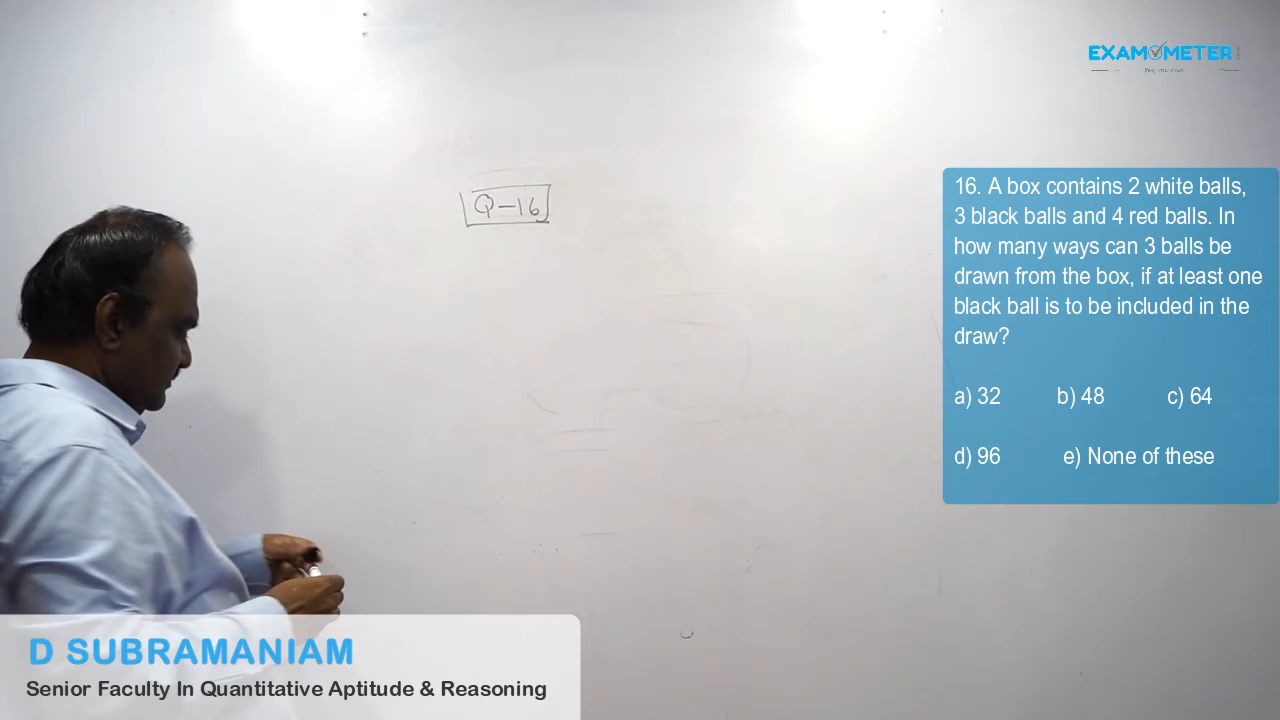 EXAMOMETER
Q-16
16. A box contains 2 white balls,
3 black balls and 4 red balls. In
how many ways can 3 balls be
drawn from the box, if at least one
black ball is to be included in the
draw?
a) 32 b) 48 c) 64
d) 96 e) None of these
D SUBRAMANIAM
Senior Faculty In Quantitative Aptitude & Reasoning